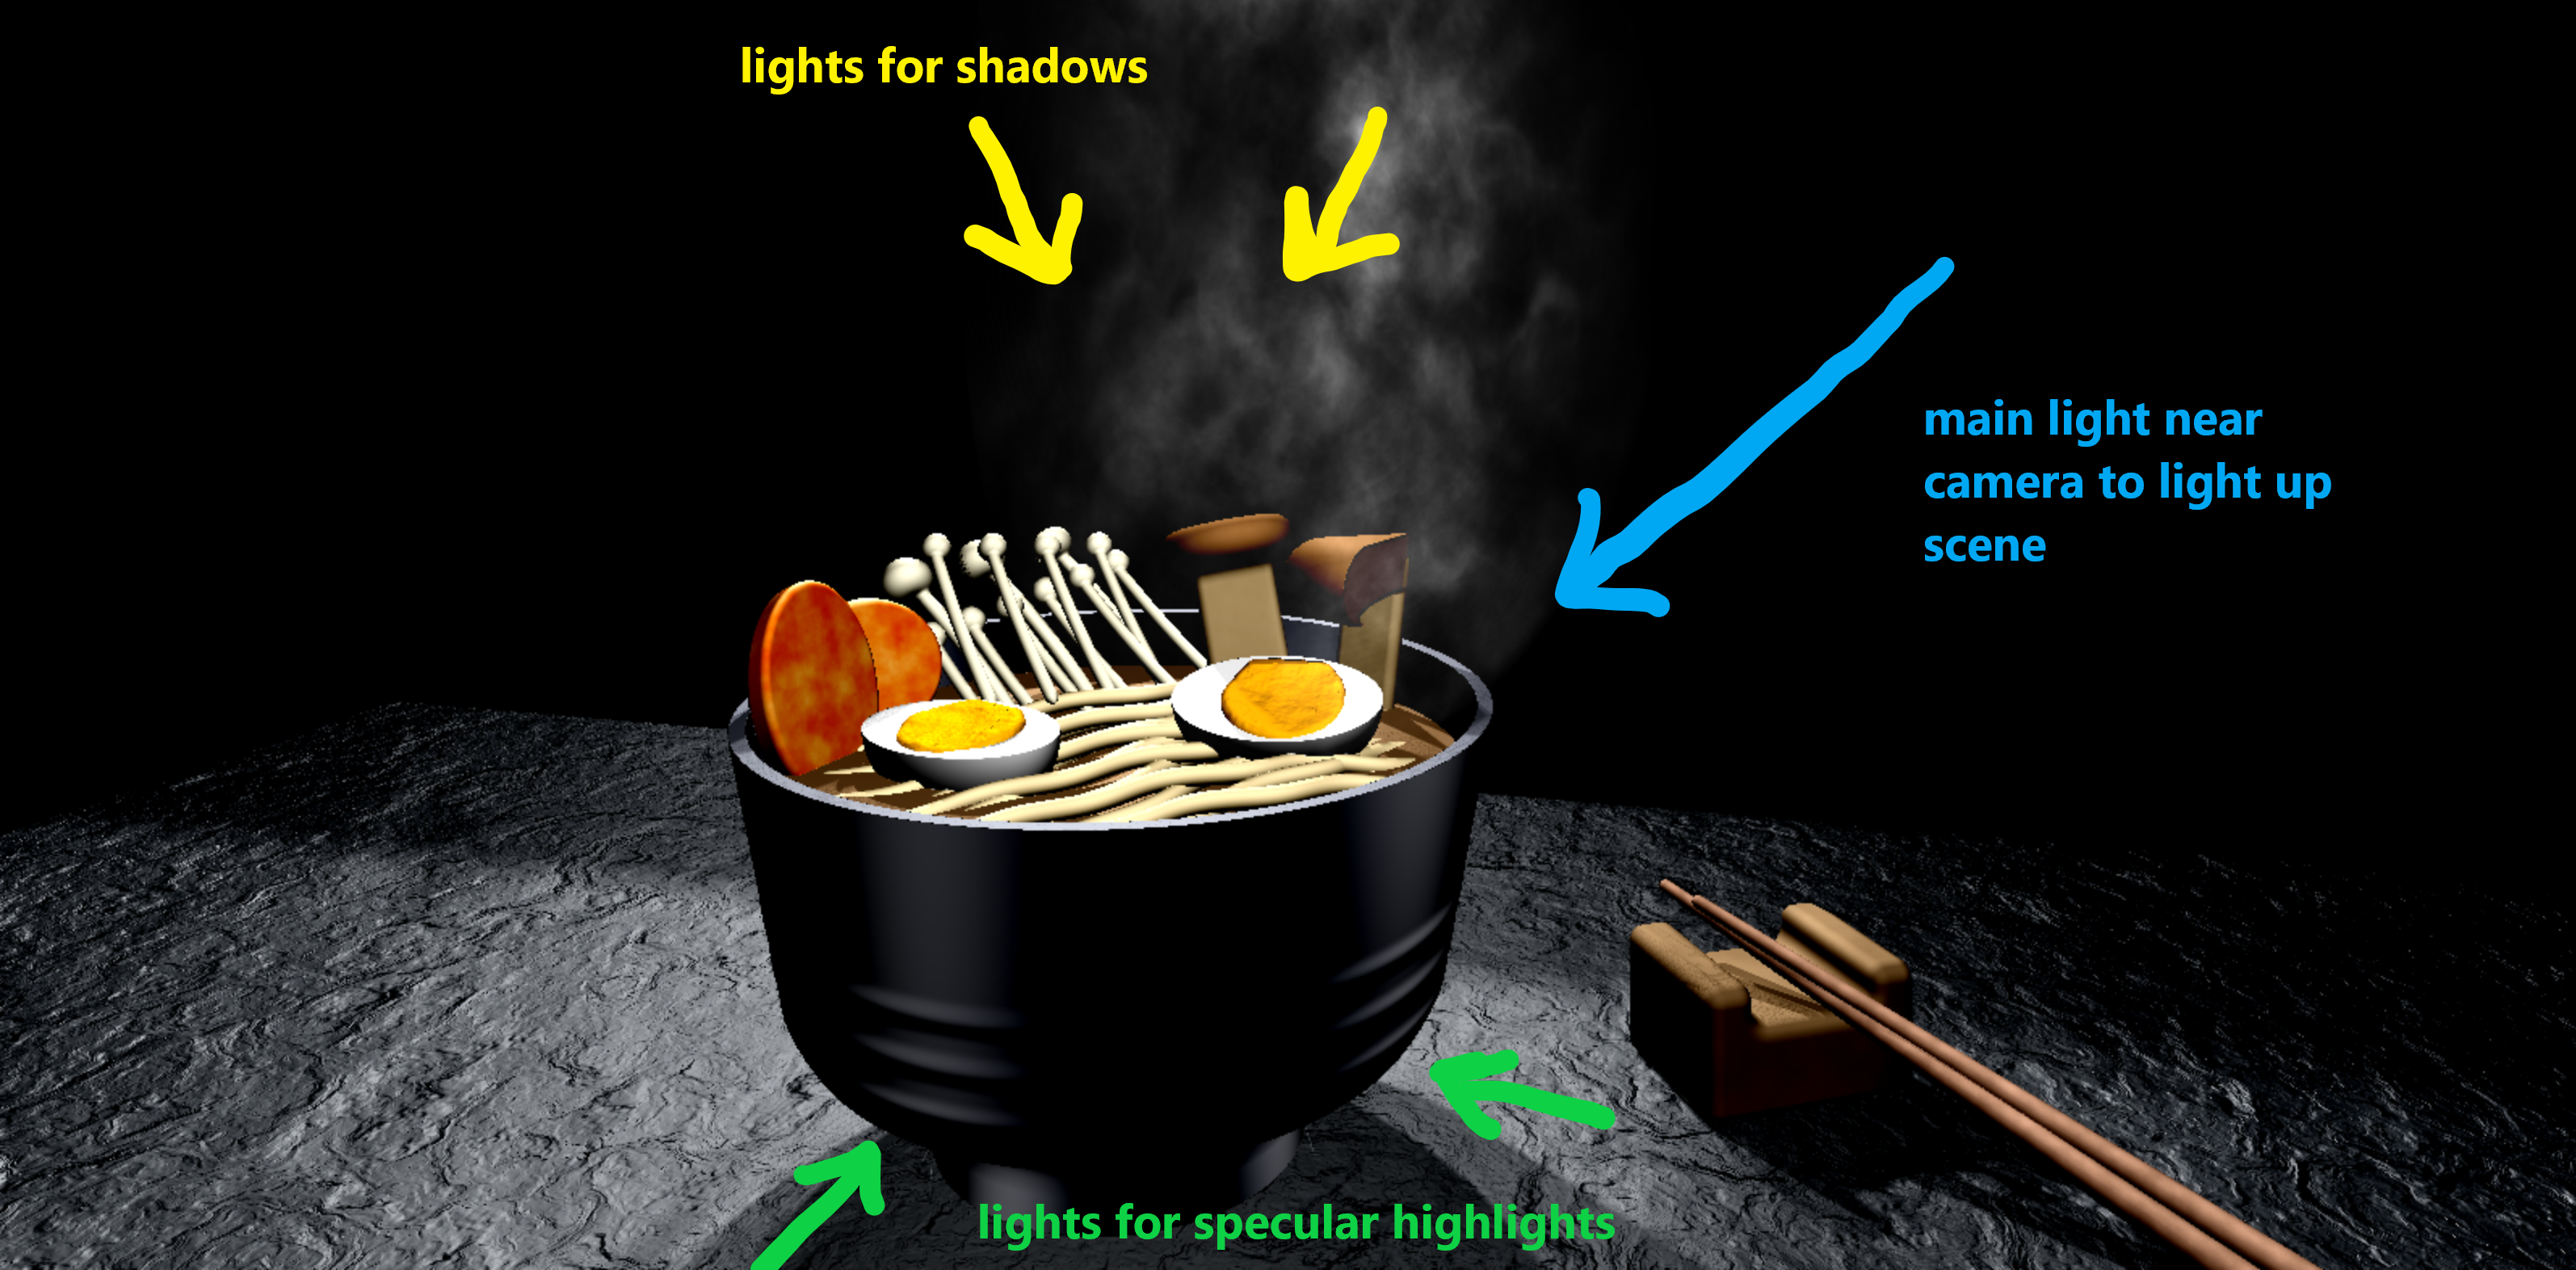 lights for shadows
main light near
camera to light up
scene
lights for specular highlights